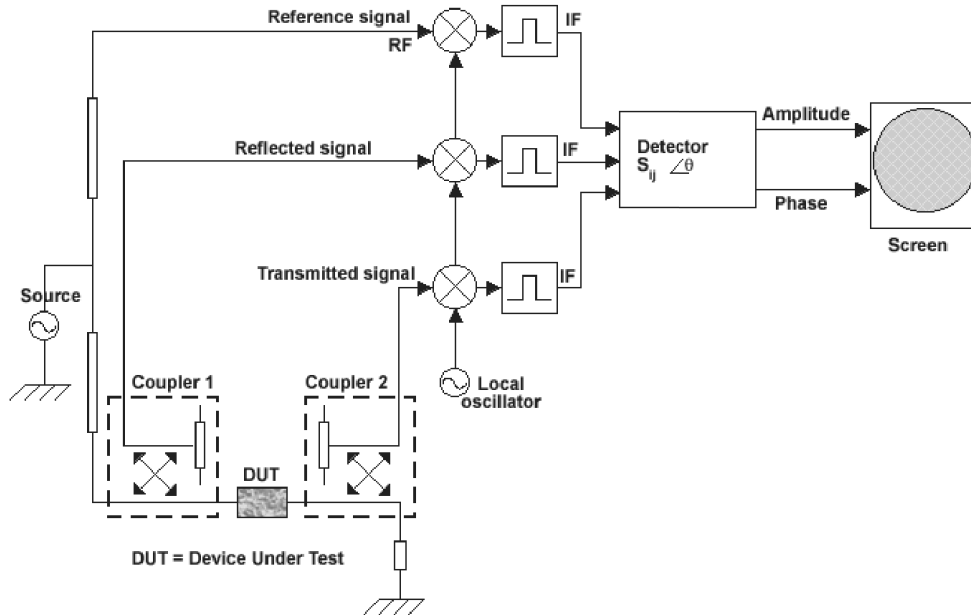 Reference signal
RF
IF
Reflected signal
IF
Detector
S_ij ∠θ
Amplitude
Phase
Screen
Transmitted signal
IF
Source
Local
oscillator
Coupler 1
Coupler 2
DUT
DUT = Device Under Test